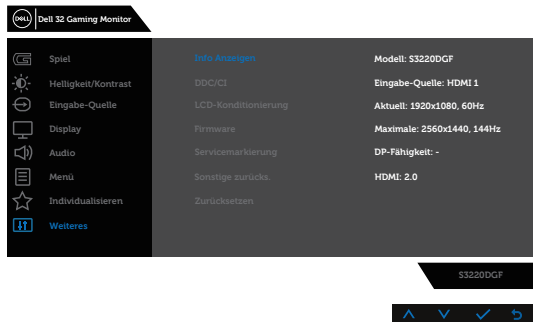 DELL Dell 32 Gaming Monitor
Spiel
Helligkeit/Kontrast
Eingabe-Quelle
Display
Audio
Menü
Individualisieren
Weiteres
Info Anzeigen
DDC/CI
LCD-Konditionierung
Firmware
Servicemarkierung
Sonstige zurücks.
Zurücksetzen
Modell: S3220DGF
Eingabe-Quelle: HDMI 1
Aktuell: 1920x1080, 60Hz
Maximale: 2560x1440, 144Hz
DP-Fähigkeit: -
HDMI: 2.0
S3220DGF